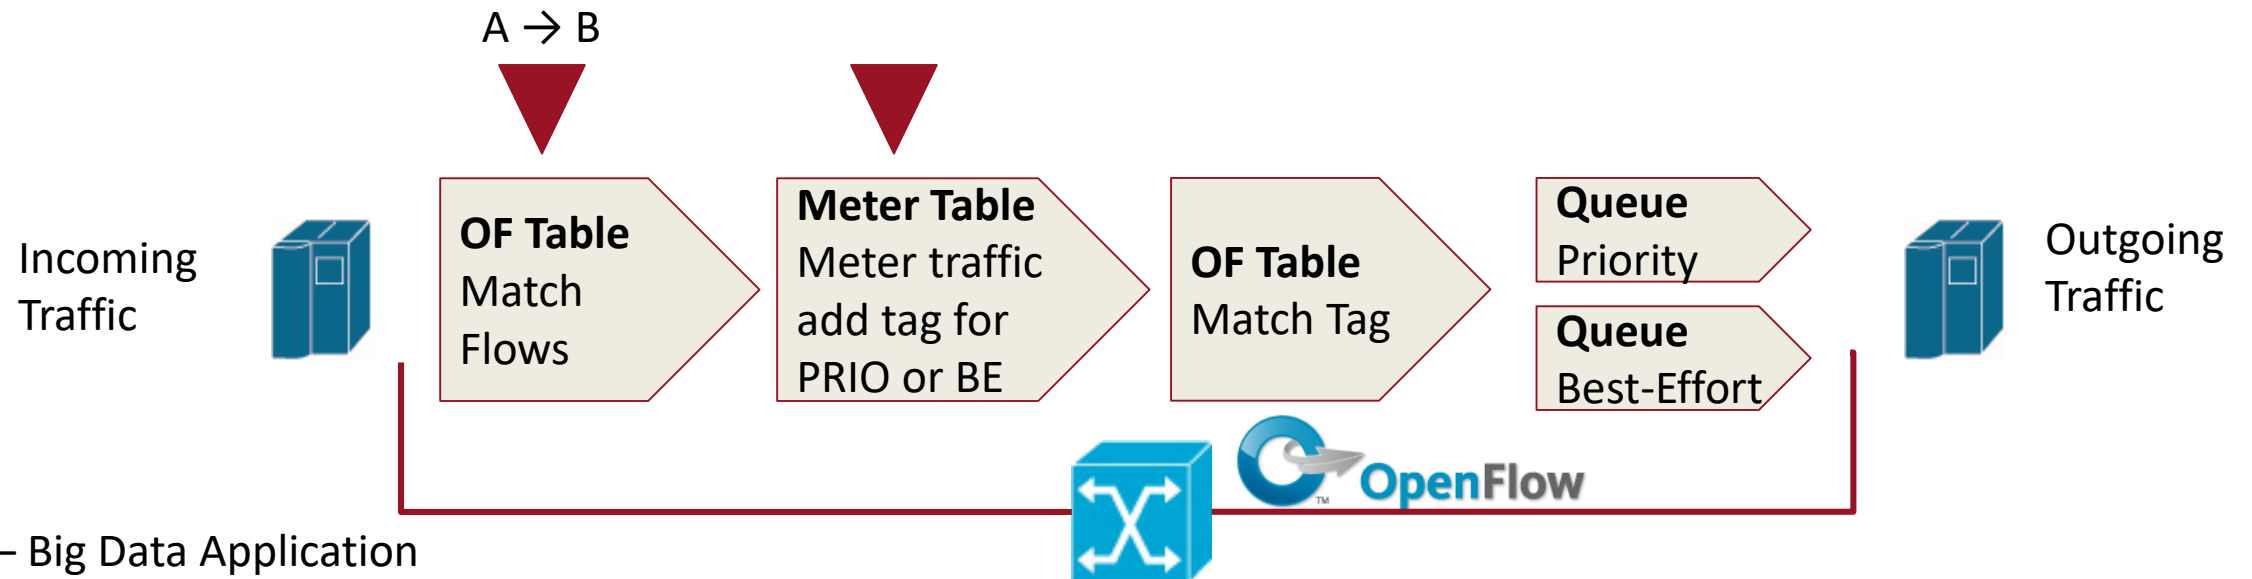 A → B
Incoming
Traffic
OF Table
Match
Flows
Meter Table
Meter traffic
add tag for
PRIO or BE
OF Table
Match Tag
Queue
Priority
Queue
Best-Effort
Outgoing
Traffic
OpenFlow
TM
– Big Data Application